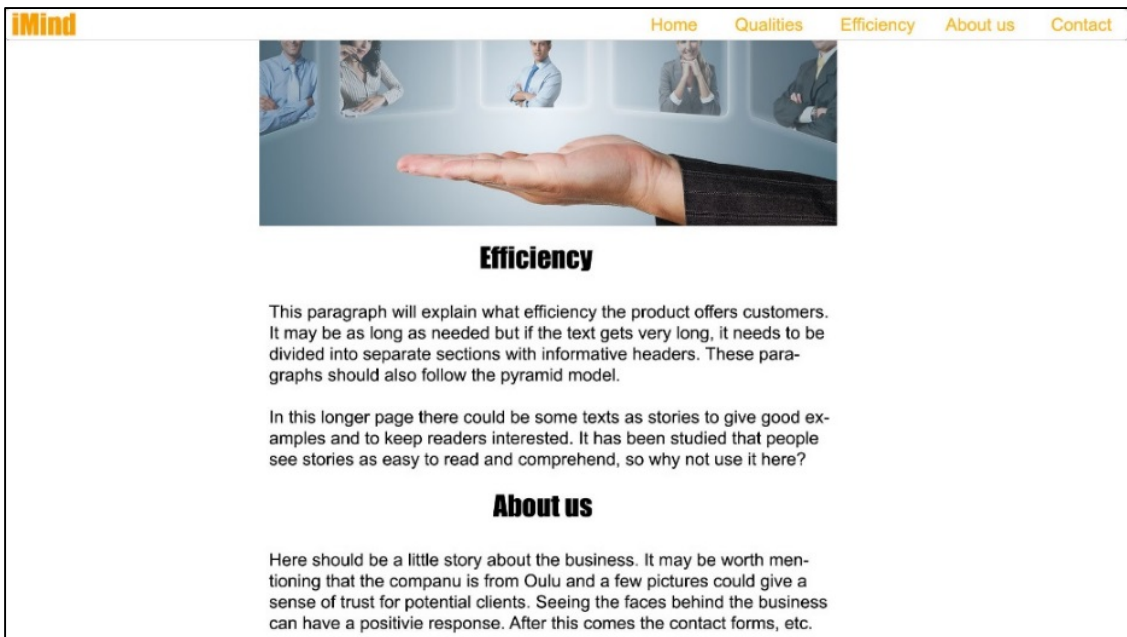 iMind
Home Qualities Efficiency About us Contact
Efficiency
This paragraph will explain what efficiency the product offers customers.
It may be as long as needed but if the text gets very long, it needs to be
divided into separate sections with informative headers. These para-
graphs should also follow the pyramid model.
In this longer page there could be some texts as stories to give good ex-
amples and to keep readers interested. It has been studied that people
see stories as easy to read and comprehend, so why not use it here?
About us
Here should be a little story about the business. It may be worth men-
tioning that the companu is from Oulu and a few pictures could give a
sense of trust for potential clients. Seeing the faces behind the business
can have a positivie response. After this comes the contact forms, etc.